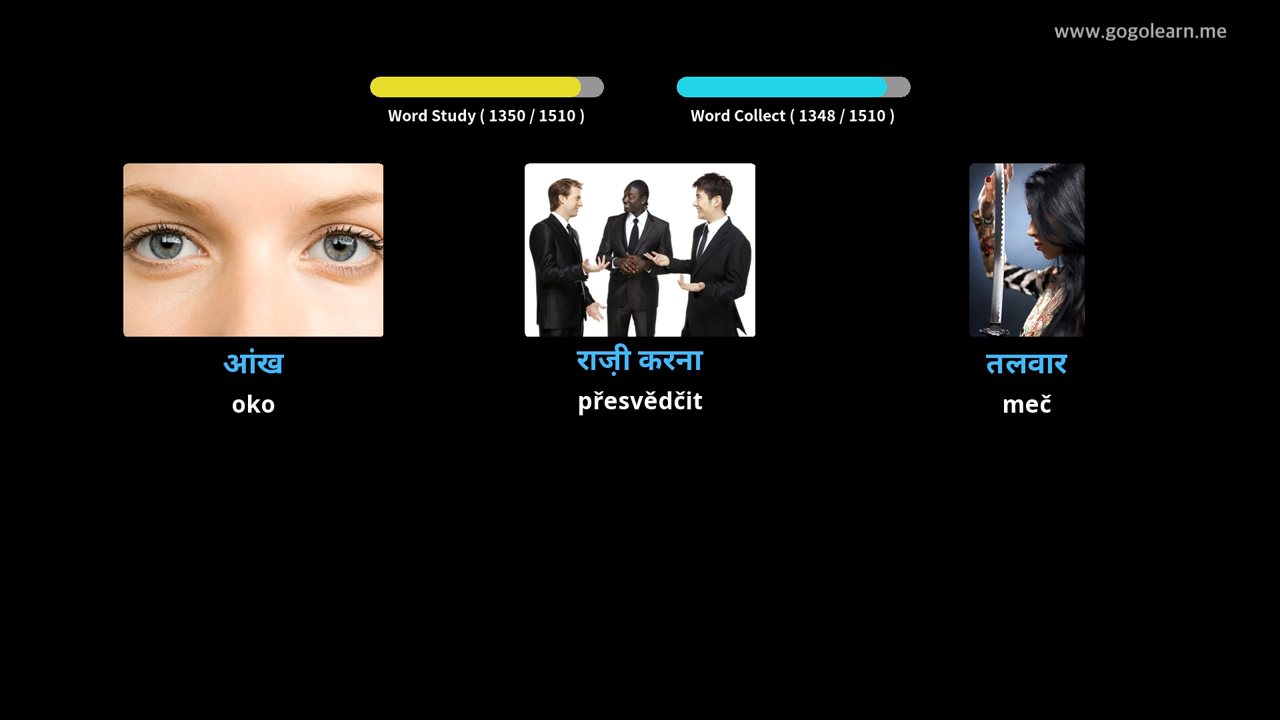 www.gogolearn.me
Word Study ( 1350 / 1510 )
Word Collect ( 1348 / 1510 )
आंख
राज़ी करना
तलवार
oko
přesvědčit
meč